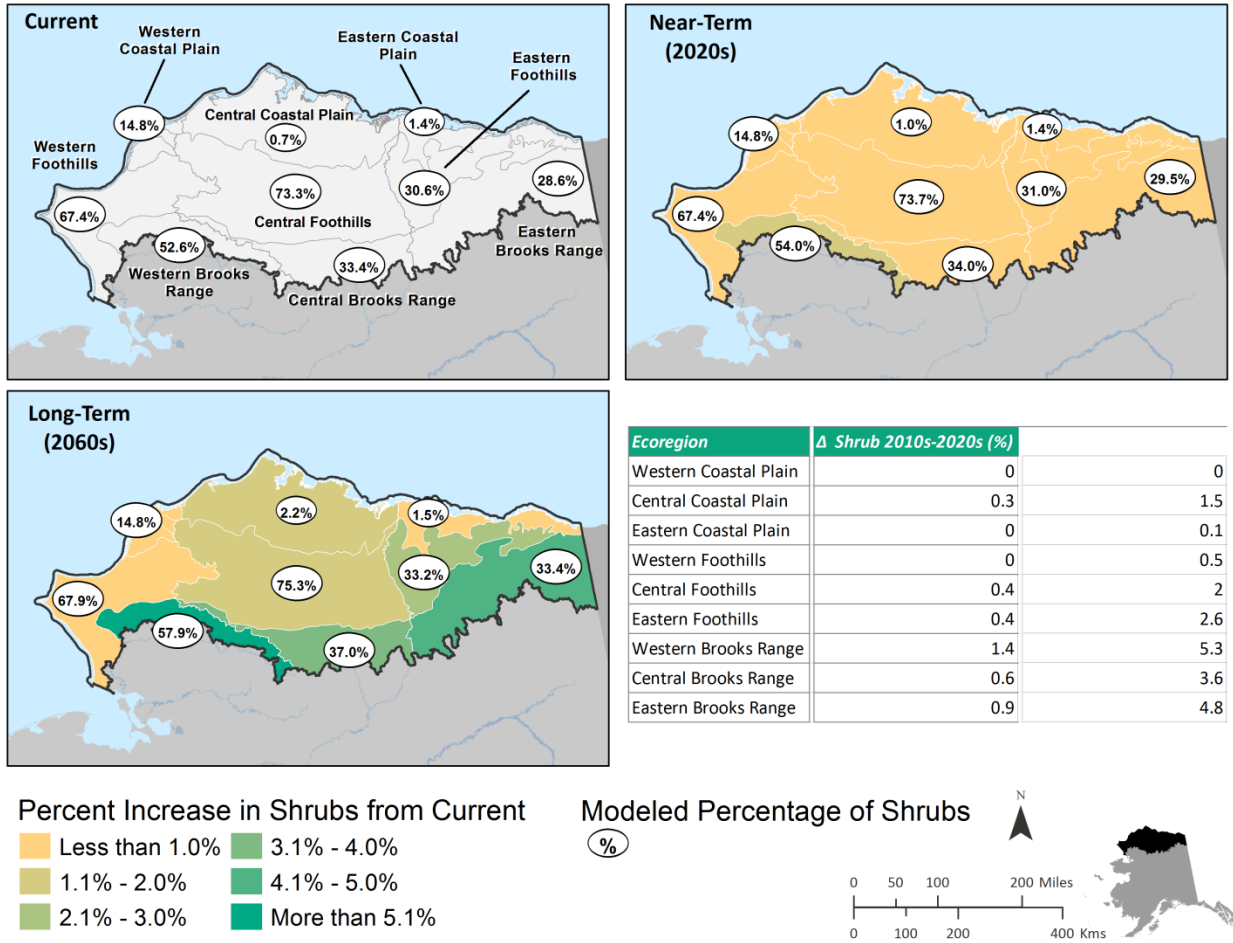 Current
Western
Coastal Plain
Eastern Coastal
Plain
Eastern
Foothills
14.8%
Central Coastal Plain
0.7%
1.4%
Western
Foothills
67.4%
73.3%
Central Foothills
30.6%
28.6%
52.6%
Western Brooks
Range
33.4%
Central Brooks Range
Eastern
Brooks Range
Near-Term
(2020s)
14.8%
1.0%
1.4%
67.4%
73.7%
31.0%
29.5%
54.0%
34.0%
Long-Term
(2060s)
14.8%
2.2%
1.5%
67.9%
75.3%
33.2%
33.4%
57.9%
37.0%
Ecoregion Δ Shrub 2010s-2020s (%)
Western Coastal Plain 0 0
Central Coastal Plain 0.3 1.5
Eastern Coastal Plain 0 0.1
Western Foothills 0 0.5
Central Foothills 0.4 2
Eastern Foothills 0.4 2.6
Western Brooks Range 1.4 5.3
Central Brooks Range 0.6 3.6
Eastern Brooks Range 0.9 4.8
Percent Increase in Shrubs from Current
Less than 1.0%
1.1% - 2.0%
2.1% - 3.0%
3.1% - 4.0%
4.1% - 5.0%
More than 5.1%
Modeled Percentage of Shrubs
%
N
0 50 100 200 Miles
0 100 200 400 Kms